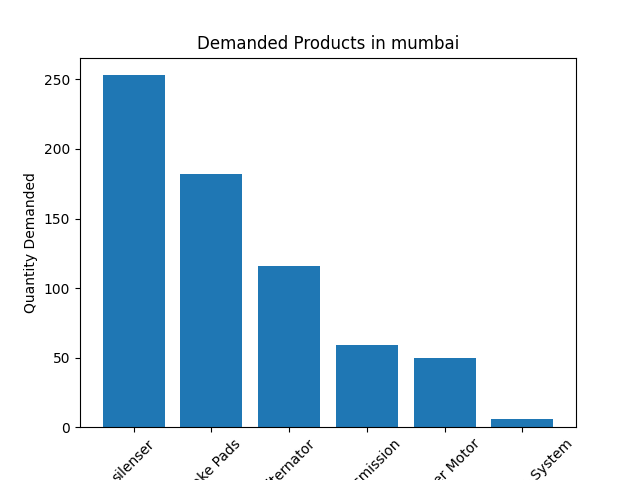 Demanded Products in mumbai
Quantity Demanded
250
200
150
100
50
0
silenser
ke Pads
ternator
smission
er Motor
System